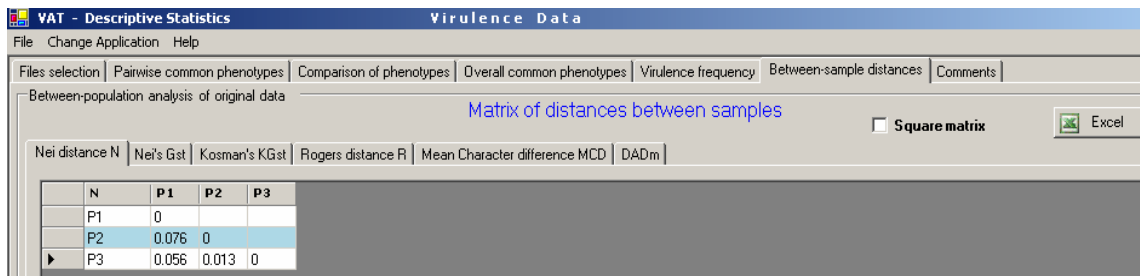 VAT - Descriptive Statistics Virulence Data
File Change Application Help
Files selection Pairwise common phenotypes Comparison of phenotypes Overall common phenotypes Virulence frequency Between-sample distances Comments
Between-population analysis of original data
Matrix of distances between samples
Square matrix
Excel
Nei distance N Nei's Gst Kosman's KGst Rogers distance R Mean Character difference MCD DADm
N P1 P2 P3
P1 0
P2 0.076 0
P3 0.056 0.013 0